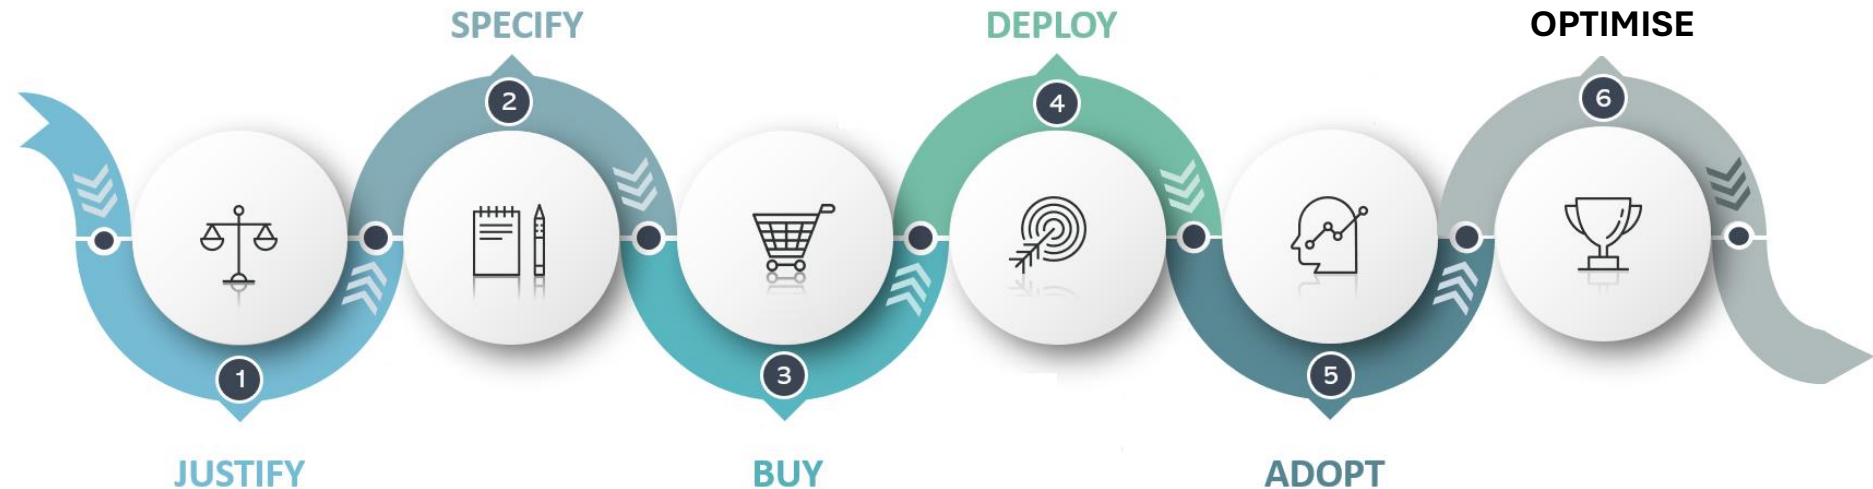 SPECIFY
DEPLOY
OPTIMISE
2
4
6
1
3
5
JUSTIFY
BUY
ADOPT